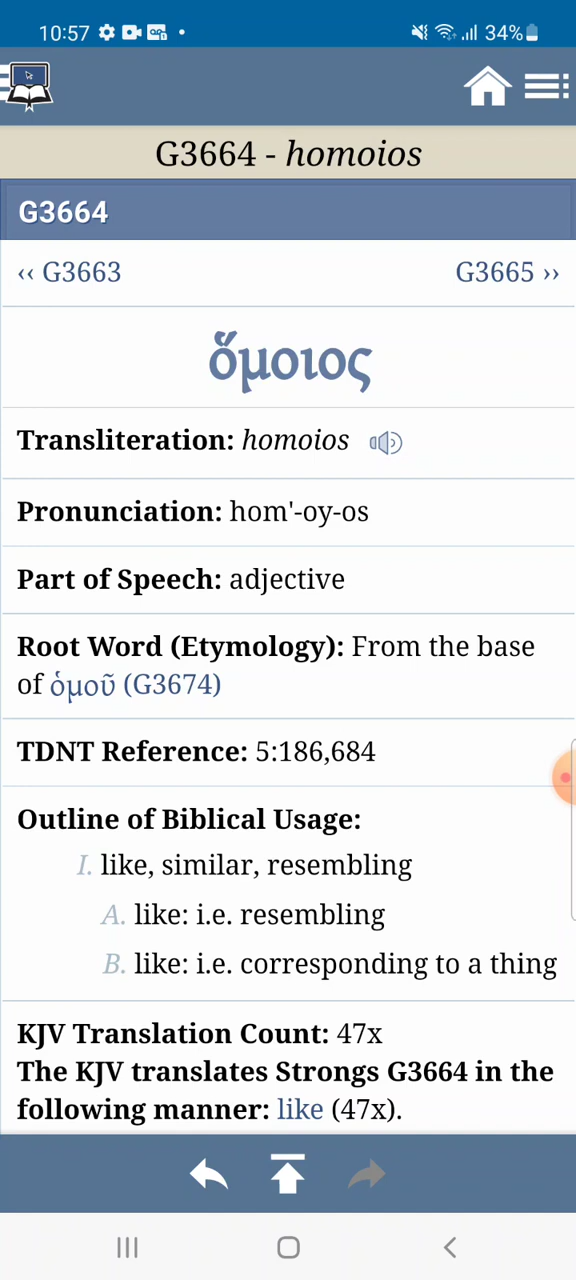 10:57 34%
G3664 - homoios
G3664
‹‹ G3663 G3665 ››
ὅμοιος
Transliteration: homoios
Pronunciation: hom'-oy-os
Part of Speech: adjective
Root Word (Etymology): From the base
of ὁμοῦ (G3674)
TDNT Reference: 5:186,684
Outline of Biblical Usage:
I. like, similar, resembling
A. like: i.e. resembling
B. like: i.e. corresponding to a thing
KJV Translation Count: 47x
The KJV translates Strongs G3664 in the
following manner: like (47x).